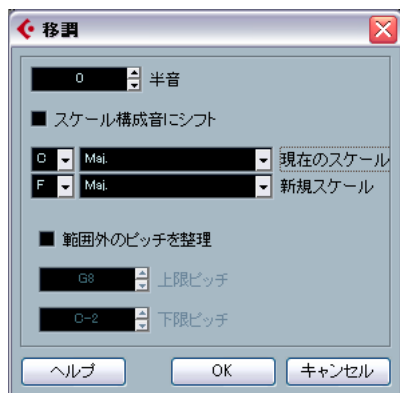 移調
0 半音
スケール構成音にシフト
C Maj. 現在のスケール
F Maj. 新規スケール
範囲外のピッチを整理
G8 上限ピッチ
C-2 下限ピッチ
ヘルプ OK キャンセル